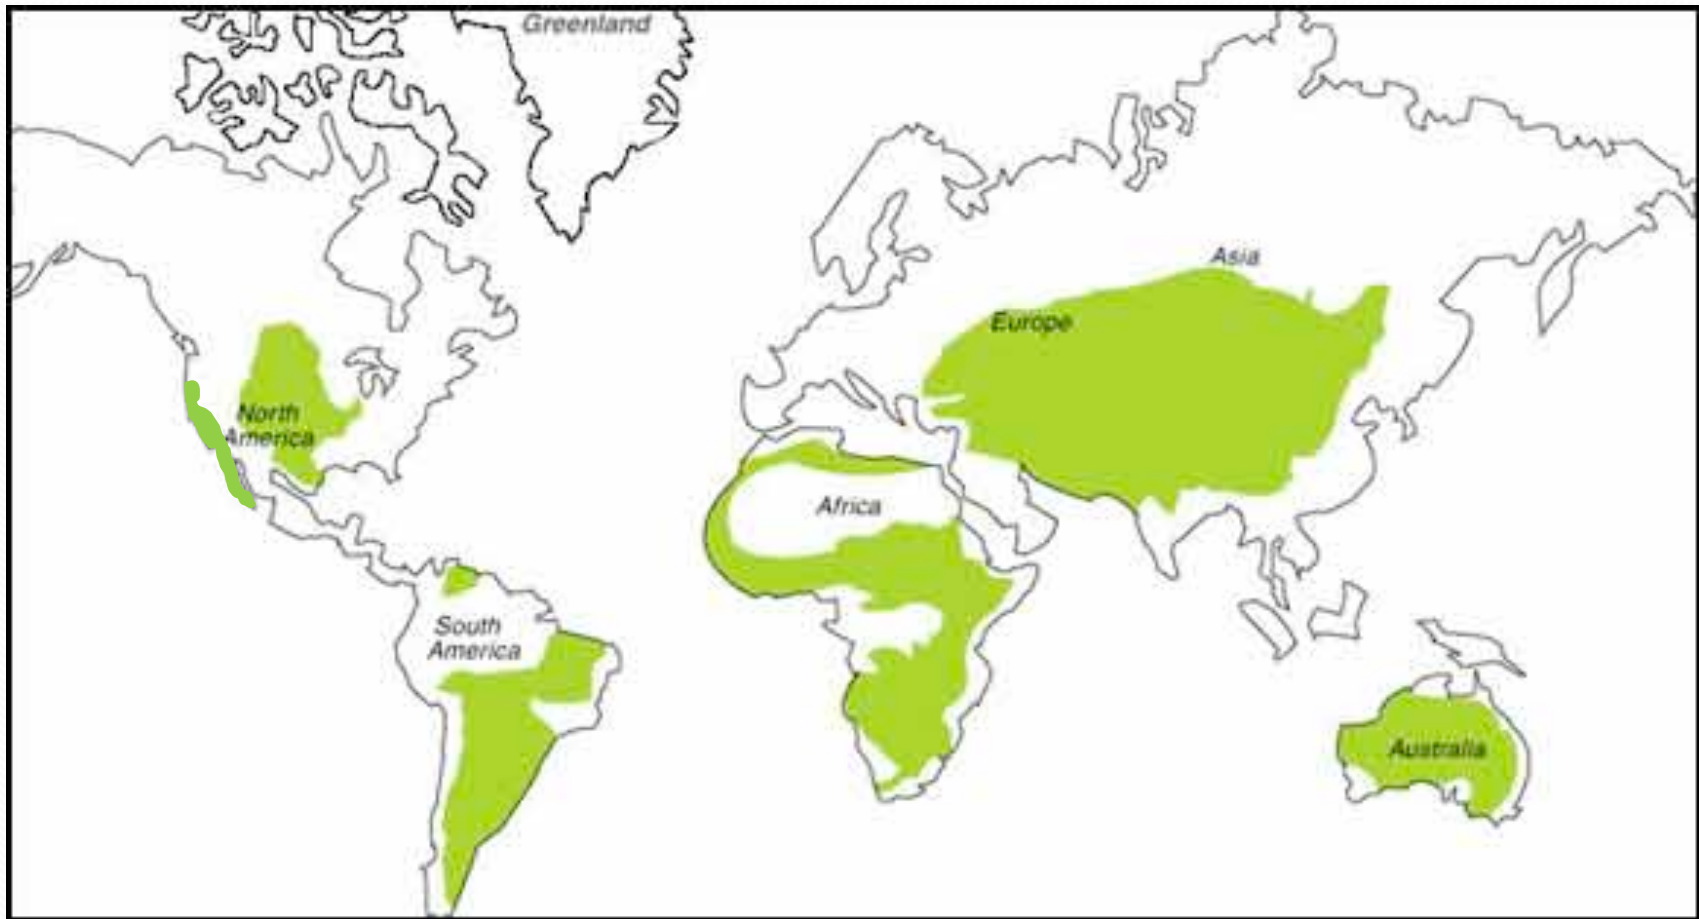 Greenland
Asia
Europe
North
America
Africa
South
America
Australia